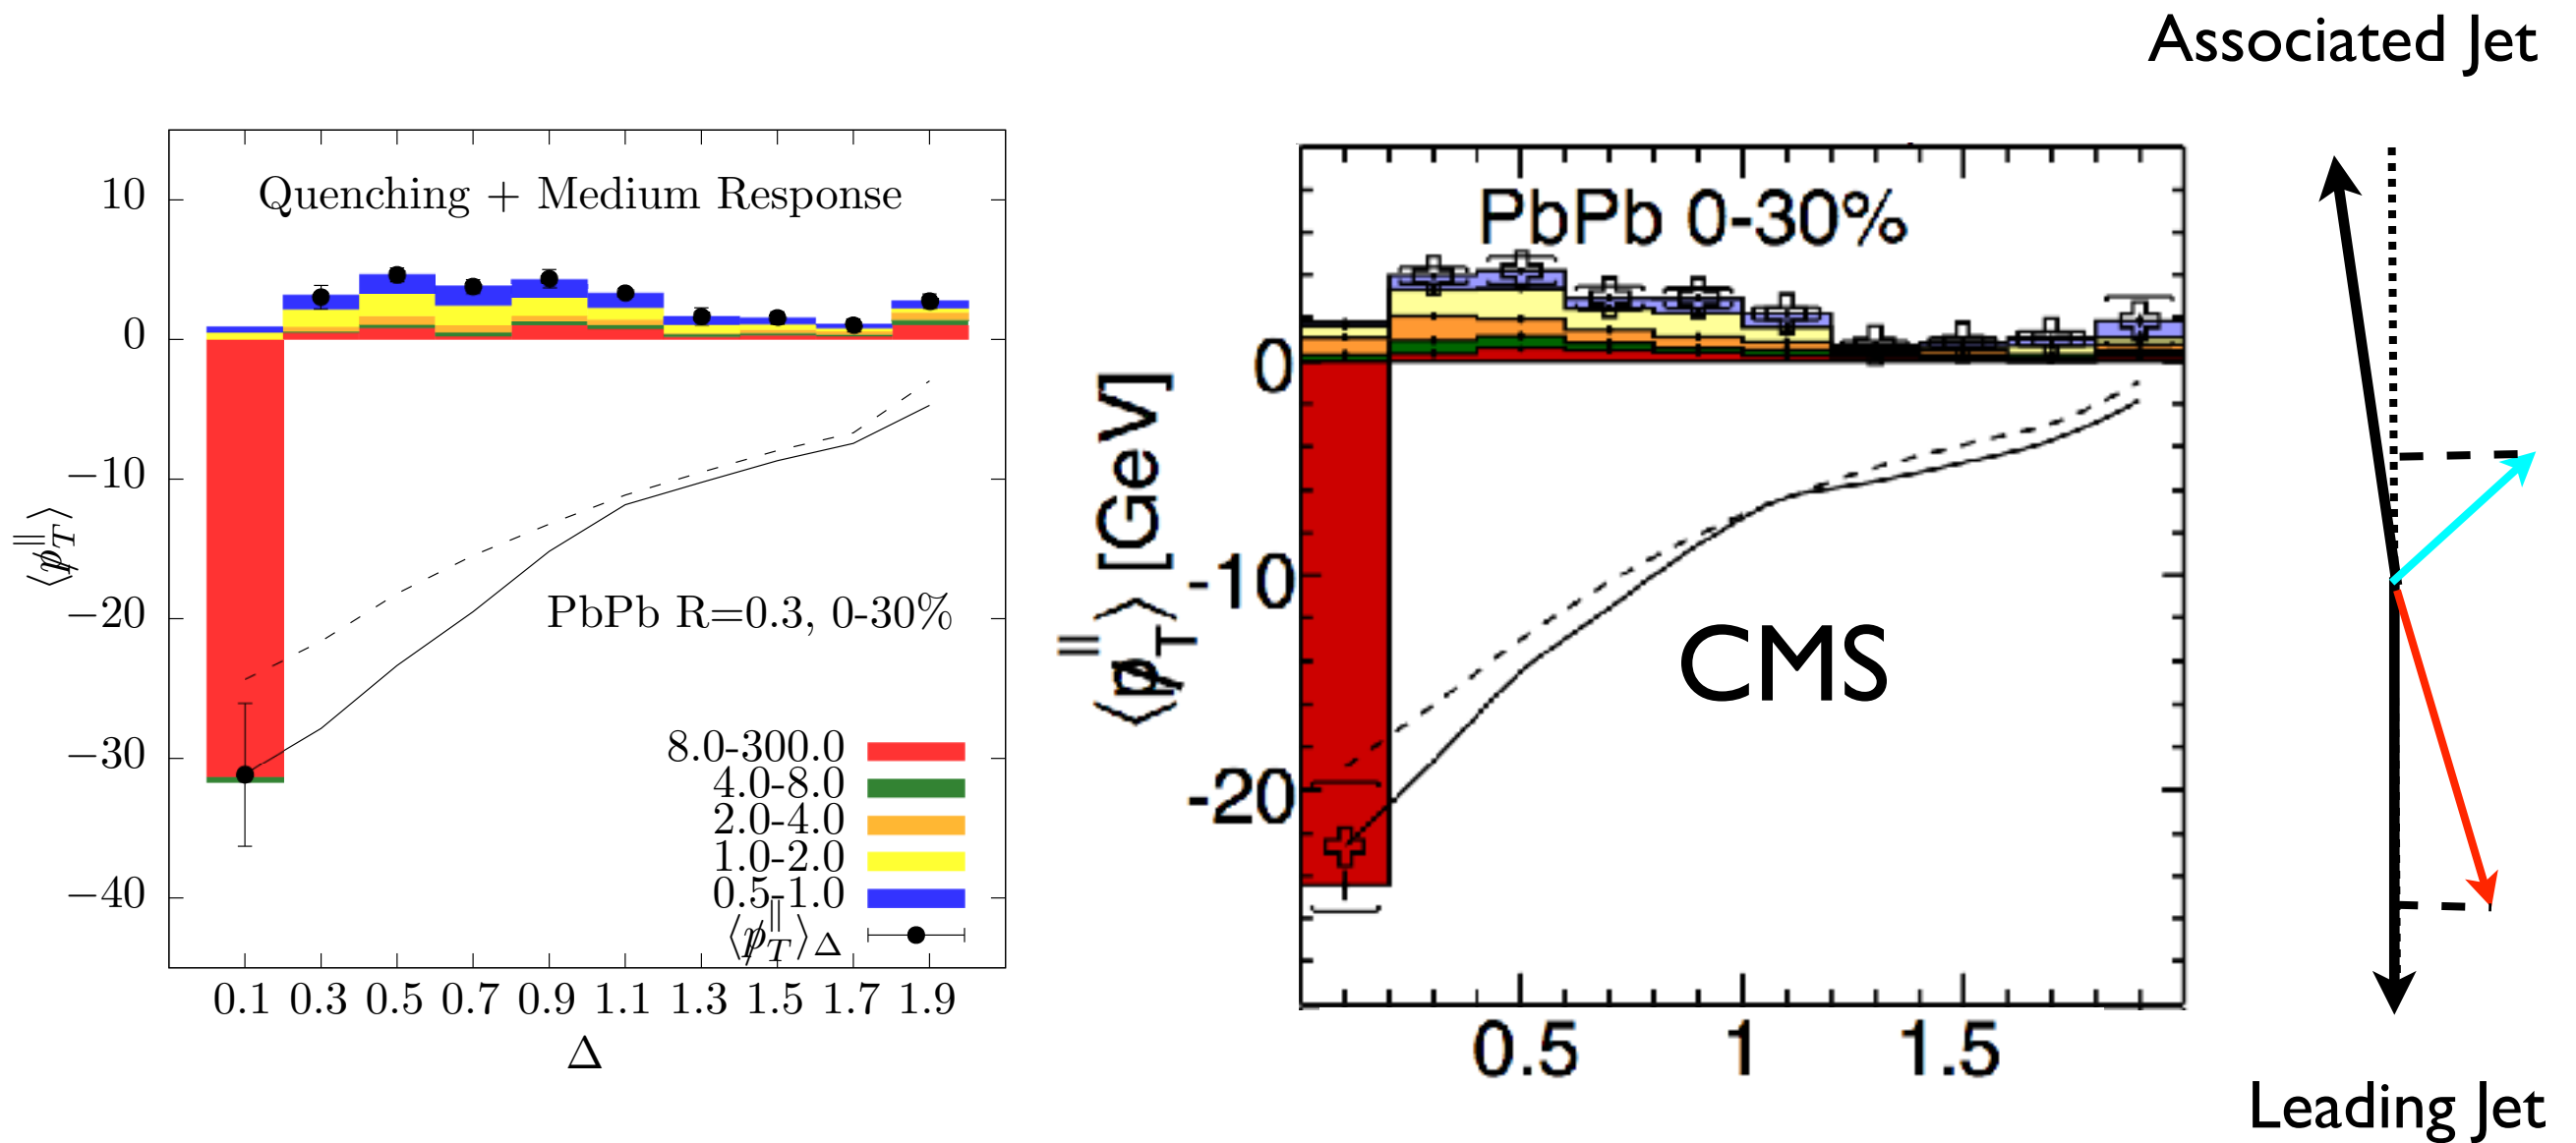 Associated Jet
Quenching + Medium Response
10
0
−10
−20
−30
−40
⟨p̸_T^∥⟩
PbPb R=0.3, 0-30%
8.0-300.0
4.0-8.0
2.0-4.0
1.0-2.0
0.5-1.0
⟨p̸_T^∥⟩_Δ
0.1 0.3 0.5 0.7 0.9 1.1 1.3 1.5 1.7 1.9
Δ
PbPb 0-30%
0
-10
-20
⟨p̸_T^∥⟩ [GeV]
CMS
0.5 1 1.5
Leading Jet